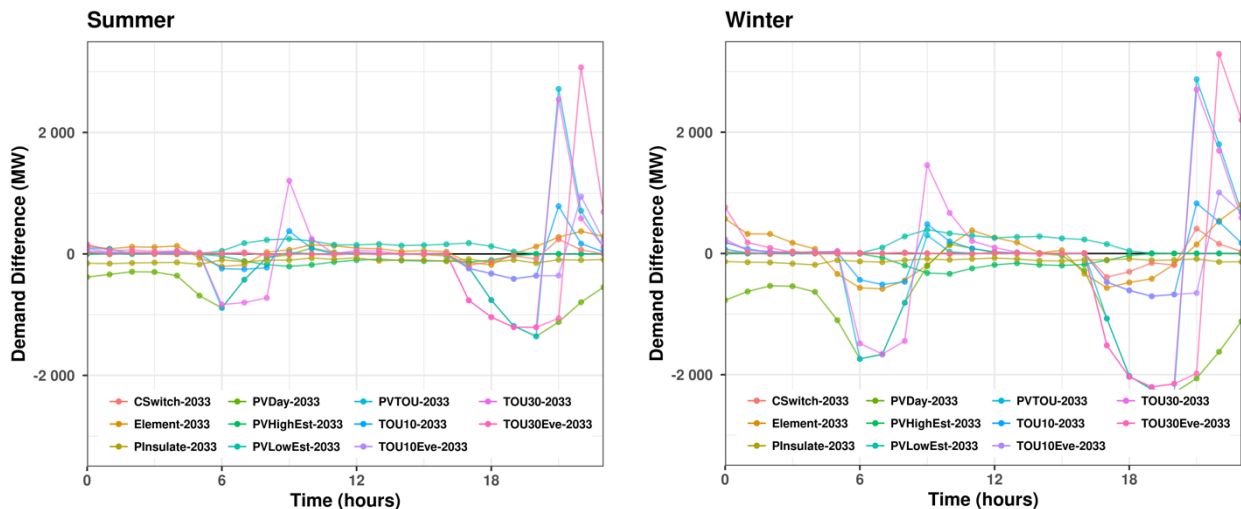 Summer
Demand Difference (MW)
2 000
0
-2 000
CSwitch-2033 PVDay-2033 PVTOU-2033 TOU30-2033
Element-2033 PVHighEst-2033 TOU10-2033 TOU30Eve-2033
PInsulate-2033 PVLowEst-2033 TOU10Eve-2033
0 6 12 18
Time (hours)
Winter
Demand Difference (MW)
2 000
0
-2 000
CSwitch-2033 PVDay-2033 PVTOU-2033 TOU30-2033
Element-2033 PVHighEst-2033 TOU10-2033 TOU30Eve-2033
PInsulate-2033 PVLowEst-2033 TOU10Eve-2033
0 6 12 18
Time (hours)